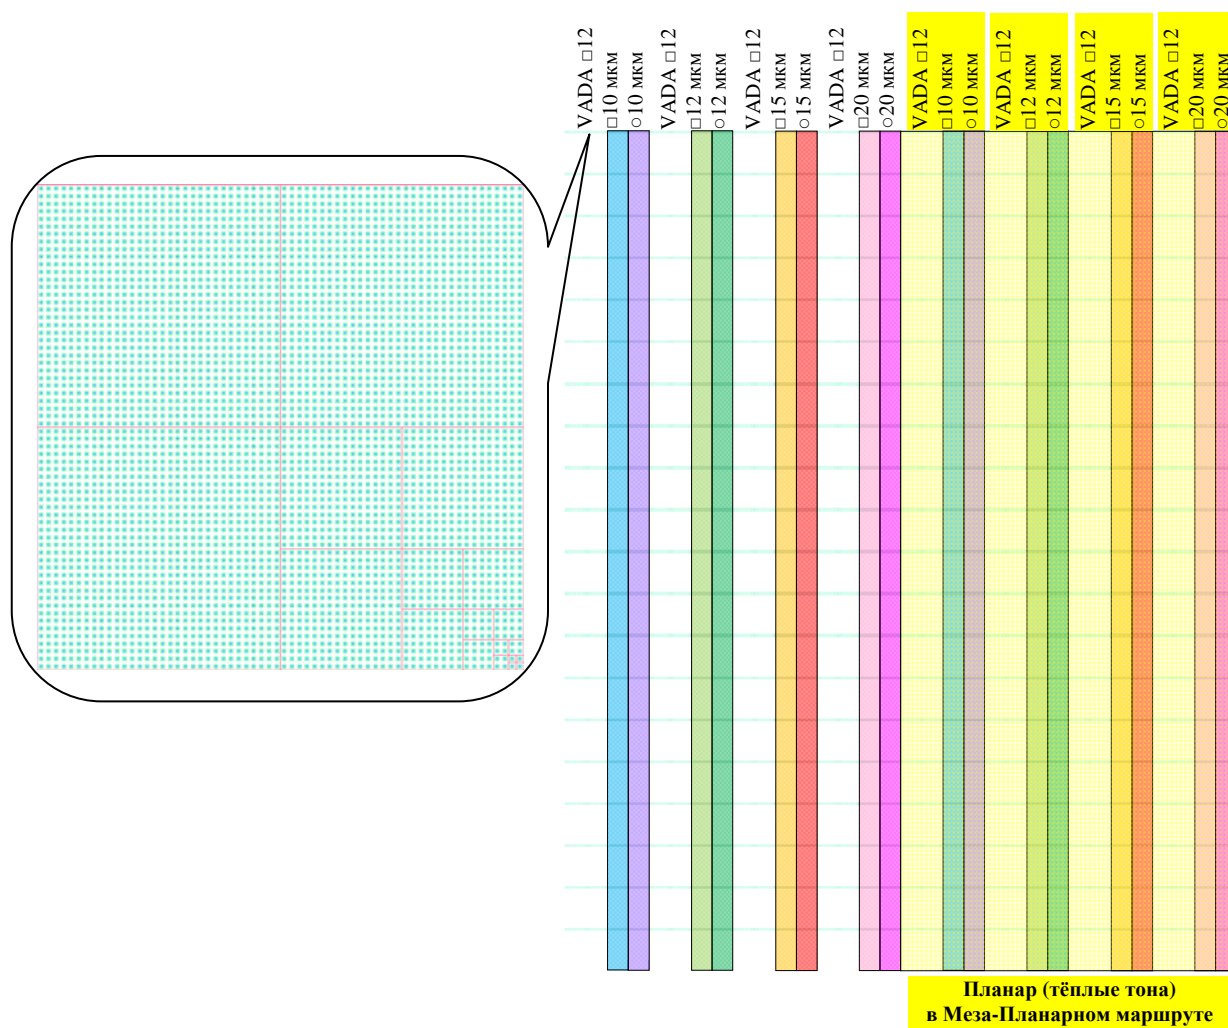 VADA □12
□10 мкм
○10 мкм
VADA □12
□12 мкм
○12 мкм
VADA □12
□15 мкм
○15 мкм
VADA □12
□20 мкм
○20 мкм
VADA □12
□10 мкм
○10 мкм
VADA □12
□12 мкм
○12 мкм
VADA □12
□15 мкм
○15 мкм
VADA □12
□20 мкм
○20 мкм
Планар (тёплые тона)
в Меза-Планарном маршруте